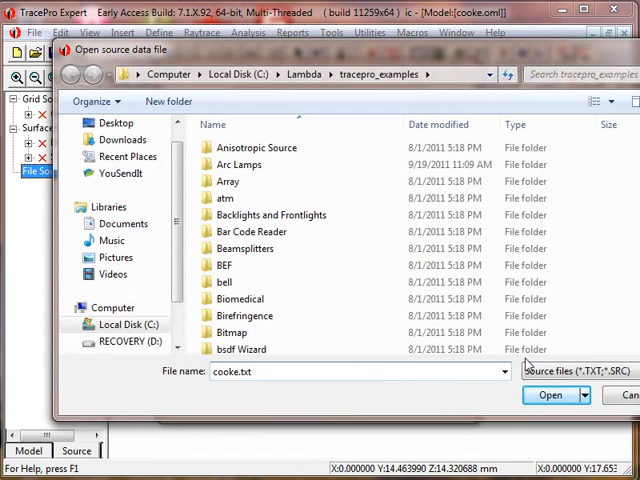 TracePro Expert Early Access Build: 7.1.X.92, 64-bit, Multi-Threaded ( build 11259x64 ) ic - [Model:[cooke.oml]
File Edit View Insert Define Raytrace Analysis Reports Tools Utilities Macros Window Help
Open source data file
Computer Local Disk (C:) Lambda tracepro_examples
Search tracepro_examples
Organize New folder
Grid So
Surface
File So
Desktop
Downloads
Recent Places
YouSendIt
Libraries
Documents
Music
Pictures
Videos
Computer
Local Disk (C:)
RECOVERY (D:)
Name Date modified Type Size
Anisotropic Source 8/1/2011 5:18 PM File folder
Arc Lamps 9/19/2011 11:09 AM File folder
Array 8/1/2011 5:18 PM File folder
atm 8/1/2011 5:18 PM File folder
Backlights and Frontlights 8/1/2011 5:18 PM File folder
Bar Code Reader 8/1/2011 5:18 PM File folder
Beamsplitters 8/1/2011 5:18 PM File folder
BEF 8/1/2011 5:18 PM File folder
bell 8/1/2011 5:18 PM File folder
Biomedical 8/1/2011 5:18 PM File folder
Birefringence 8/1/2011 5:18 PM File folder
Bitmap 8/1/2011 5:18 PM File folder
bsdf Wizard 8/1/2011 5:18 PM File folder
File name: cooke.txt Source files (*.TXT;*.SRC)
Open Can
Model Source
For Help, press F1 X:0.000000 Y:14.463990 Z:14.320688 mm X:0.000000 Y:17.653